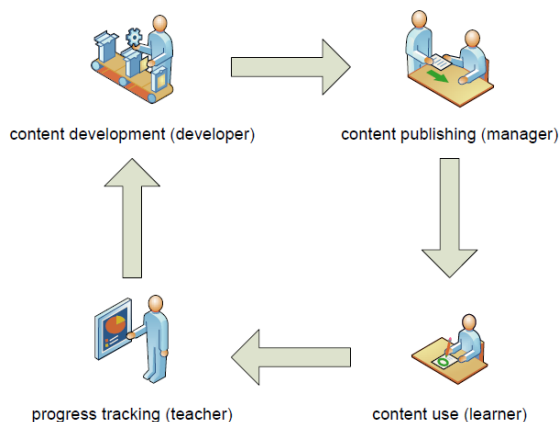 content development (developer)
content publishing (manager)
progress tracking (teacher)
content use (learner)